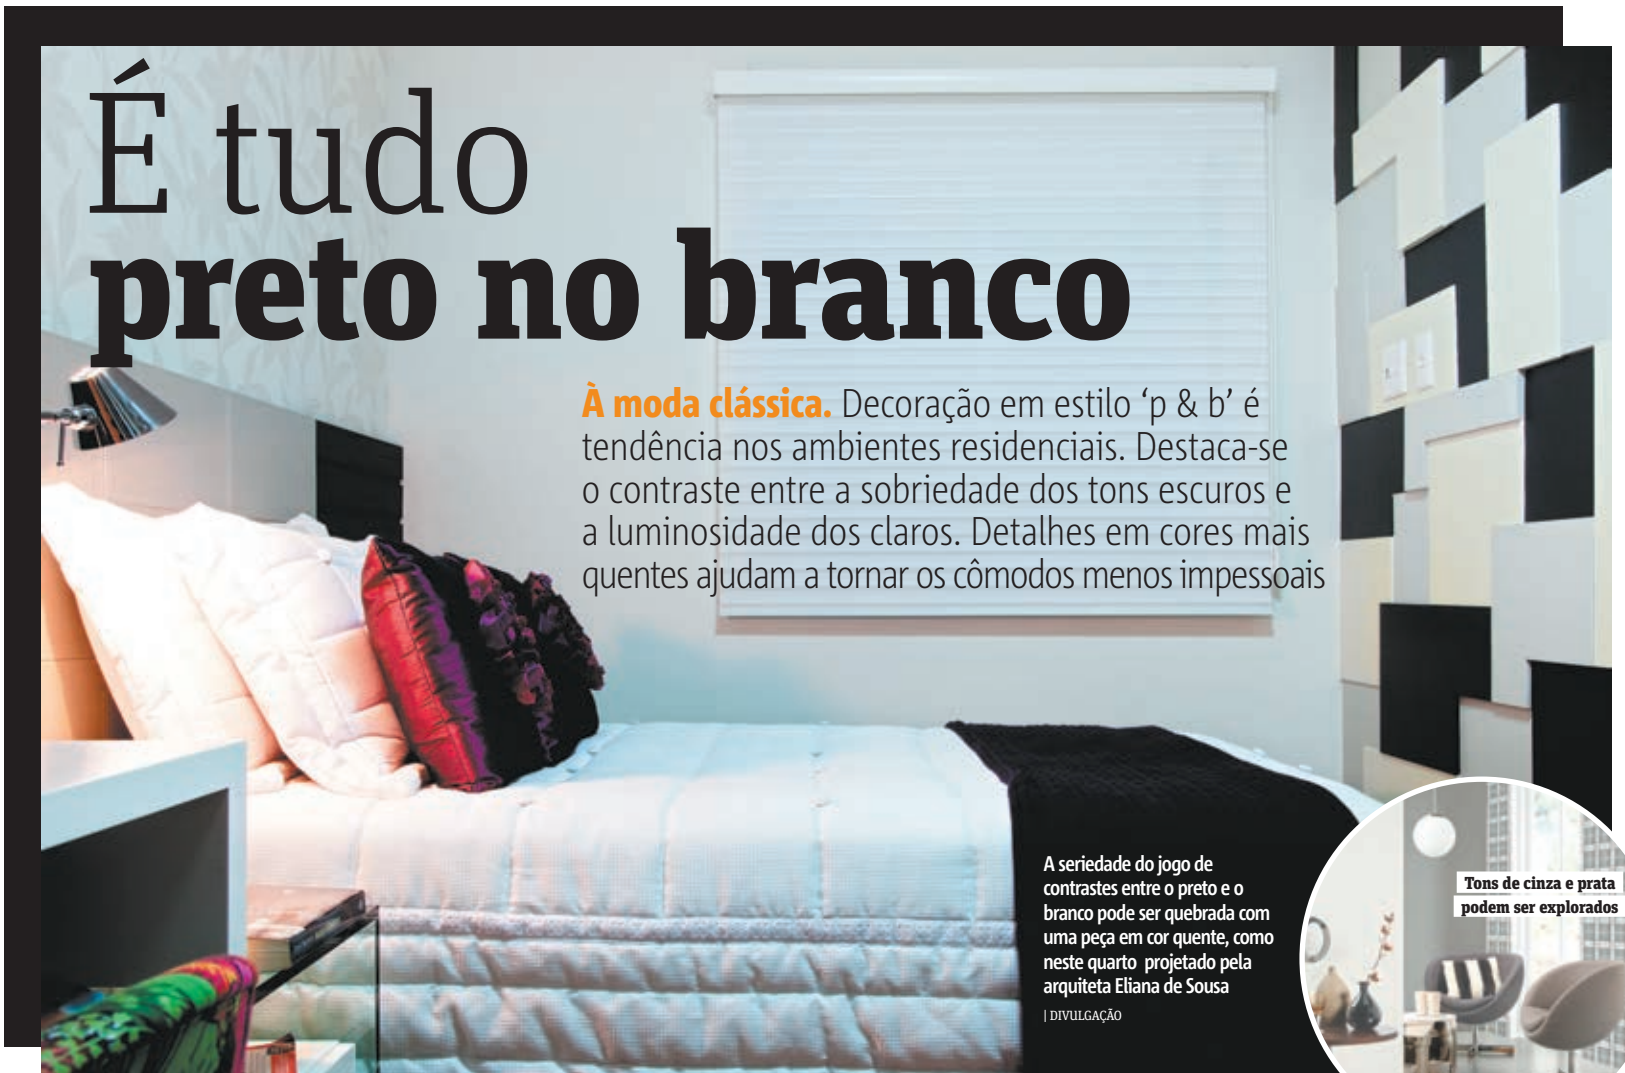 É tudo
preto no branco
À moda clássica. Decoração em estilo ‘p & b’ é
tendência nos ambientes residenciais. Destaca-se
o contraste entre a sobriedade dos tons escuros e
a luminosidade dos claros. Detalhes em cores mais
quentes ajudam a tornar os cômodos menos impessoais
A seriedade do jogo de
contrastes entre o preto e o
branco pode ser quebrada com
uma peça em cor quente, como
neste quarto projetado pela
arquiteta Eliana de Sousa
| DIVULGAÇÃO
Tons de cinza e prata
podem ser explorados